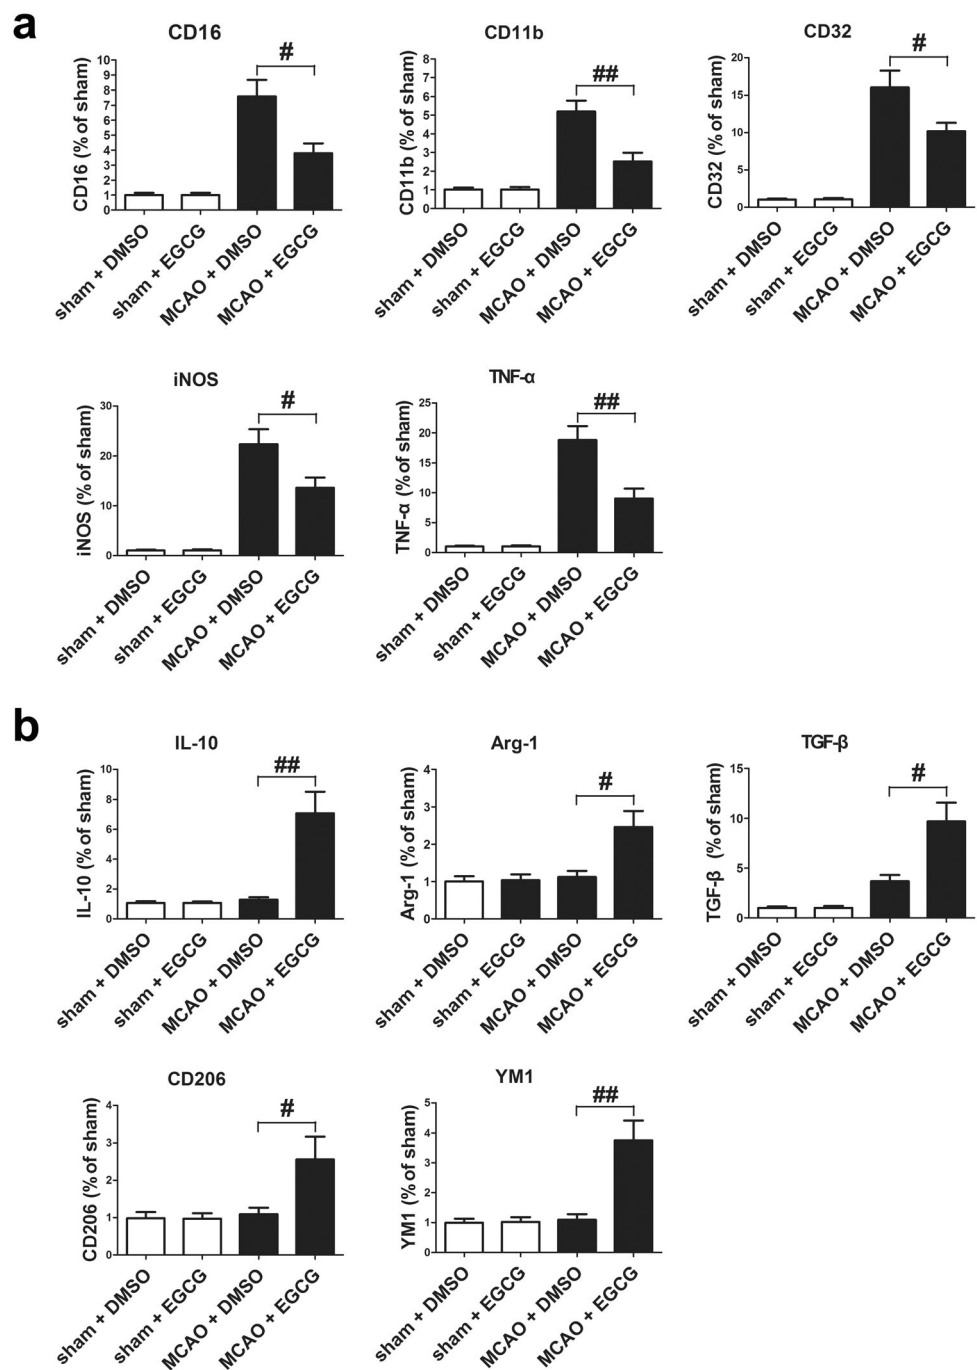 a
CD16
#
CD16 (% of sham)
10
9
8
7
6
5
4
3
2
1
0
sham + DMSO
sham + EGCG
MCAO + DMSO
MCAO + EGCG
CD11b
##
CD11b (% of sham)
8
7
6
5
4
3
2
1
0
sham + DMSO
sham + EGCG
MCAO + DMSO
MCAO + EGCG
CD32
#
CD32 (% of sham)
20
15
10
5
0
sham + DMSO
sham + EGCG
MCAO + DMSO
MCAO + EGCG
iNOS
#
iNOS (% of sham)
30
20
10
0
sham + DMSO
sham + EGCG
MCAO + DMSO
MCAO + EGCG
TNF-α
##
TNF-α (% of sham)
25
20
15
10
5
0
sham + DMSO
sham + EGCG
MCAO + DMSO
MCAO + EGCG
b
IL-10
##
IL-10 (% of sham)
10
8
6
4
2
0
sham + DMSO
sham + EGCG
MCAO + DMSO
MCAO + EGCG
Arg-1
#
Arg-1 (% of sham)
4
3
2
1
0
sham + DMSO
sham + EGCG
MCAO + DMSO
MCAO + EGCG
TGF-β
#
TGF-β (% of sham)
15
10
5
0
sham + DMSO
sham + EGCG
MCAO + DMSO
MCAO + EGCG
CD206
#
CD206 (% of sham)
4
3
2
1
0
sham + DMSO
sham + EGCG
MCAO + DMSO
MCAO + EGCG
YM1
##
YM1 (% of sham)
5
4
3
2
1
0
sham + DMSO
sham + EGCG
MCAO + DMSO
MCAO + EGCG